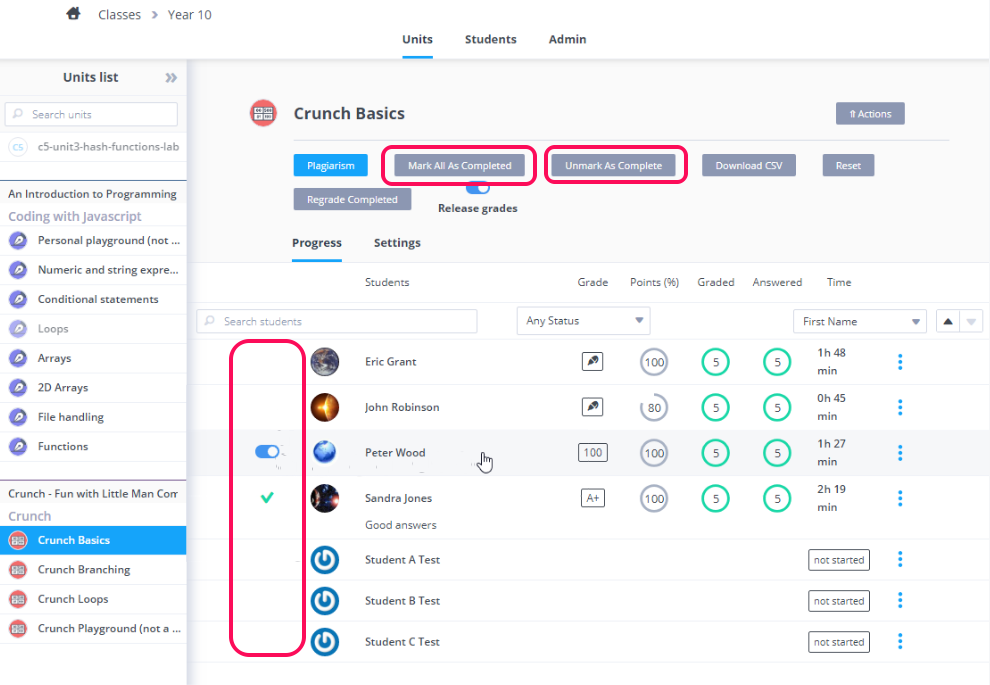 Classes > Year 10
Units Students Admin
Units list »
Search units
CS c5-unit3-hash-functions-lab
An Introduction to Programming
Coding with Javascript
Personal playground (not ...
Numeric and string expre...
Conditional statements
Loops
Arrays
2D Arrays
File handling
Functions
Crunch - Fun with Little Man Com
Crunch
Crunch Basics
Crunch Branching
Crunch Loops
Crunch Playground (not a ...
Crunch Basics
⇑ Actions
Plagiarism Mark All As Completed Unmark As Complete Download CSV Reset
Regrade Completed
Release grades
Progress Settings
Students Grade Points (%) Graded Answered Time
Search students Any Status First Name
Eric Grant 100 5 5 1h 48
min
John Robinson 80 5 5 0h 45
min
Peter Wood 100 100 5 5 1h 27
min
Sandra Jones A+ 100 5 5 2h 19
min
Good answers
Student A Test not started
Student B Test not started
Student C Test not started